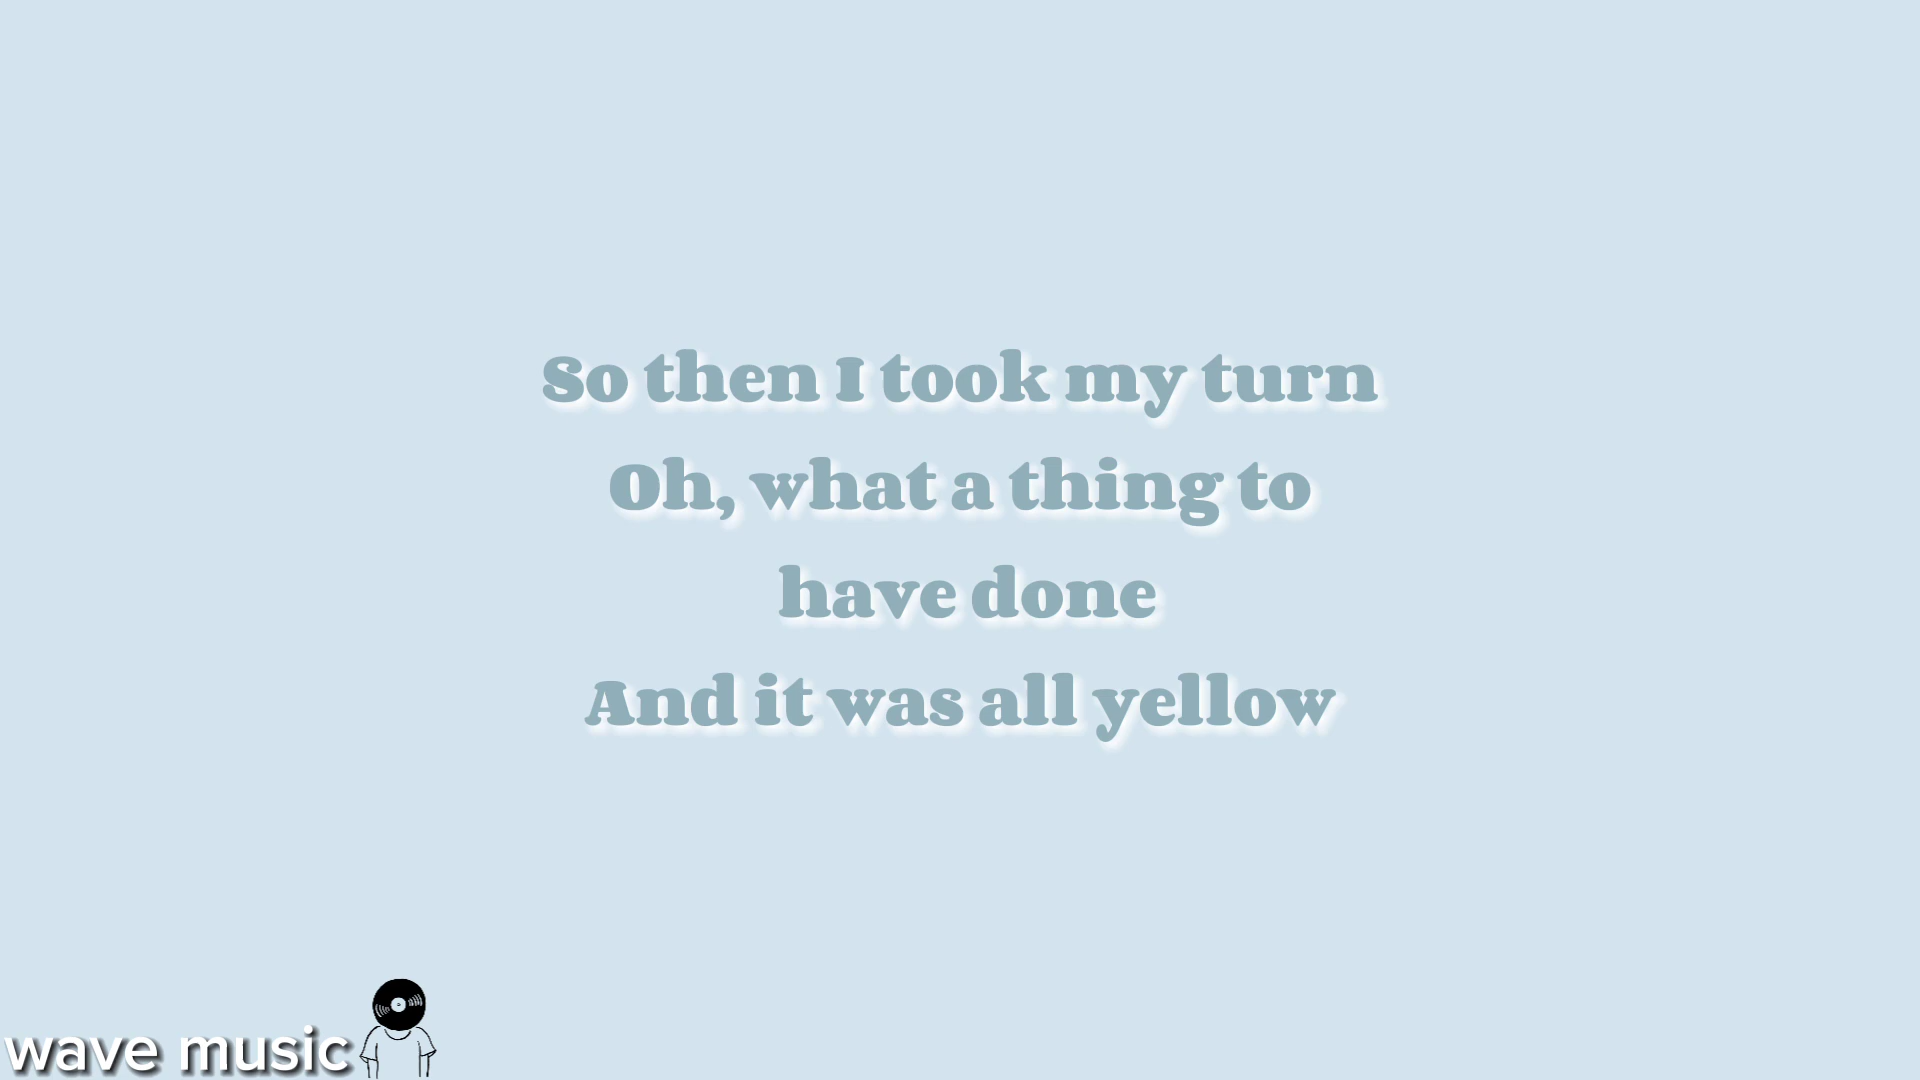 So then I took my turn
Oh, what a thing to
have done
And it was all yellow
wave music